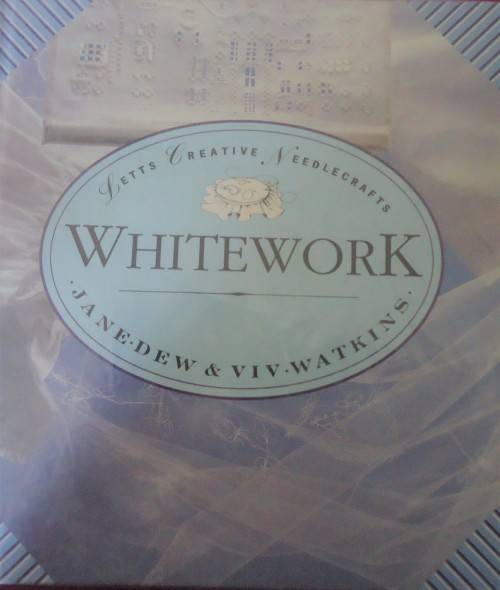 LETTS CREATIVE NEEDLECRAFTS
WHITEWORK
·JANE·DEW & VIV·WATKINS·